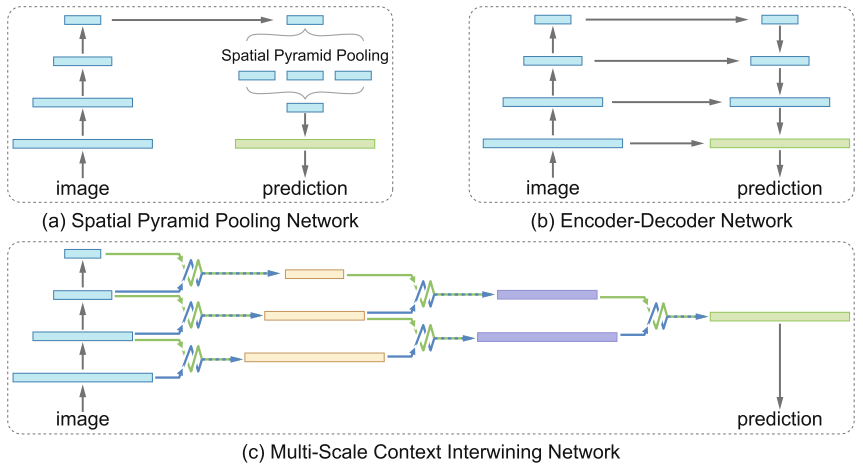 Spatial Pyramid Pooling
image
prediction
(a) Spatial Pyramid Pooling Network
image
prediction
(b) Encoder-Decoder Network
image
prediction
(c) Multi-Scale Context Interwining Network